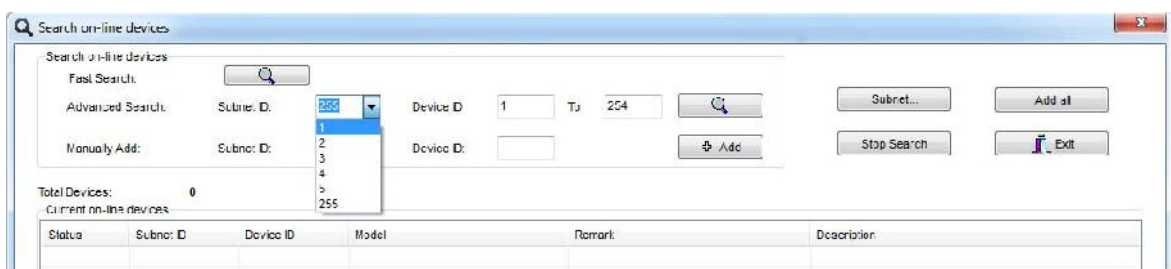 Search on-line devices
Search on-line devices
Fast Search:
Advanced Search: Subnet ID: 255 Device ID 1 To 254 Subnet... Add all
1
2
3
4
5
255
Manually Add: Subnet ID: Device ID: Add Stop Search Exit
Total Devices: 0
Current on-line devices
Status Subnet ID Device ID Model Remark Description